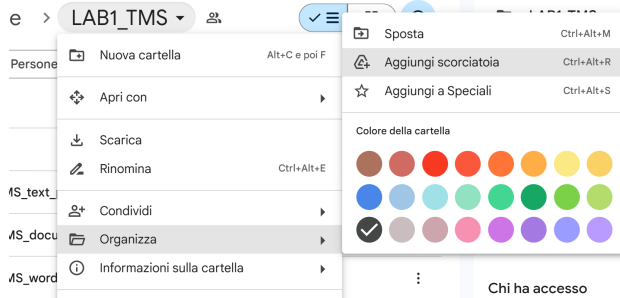 e > LAB1_TMS
Persone
Nuova cartella Alt+C e poi F
Apri con
Scarica
Rinomina Ctrl+Alt+E
MS_text_
Condividi
MS_docu
Organizza
Informazioni sulla cartella
MS_word
Sposta Ctrl+Alt+M
Aggiungi scorciatoia Ctrl+Alt+R
Aggiungi a Speciali Ctrl+Alt+S
Colore della cartella
Chi ha accesso